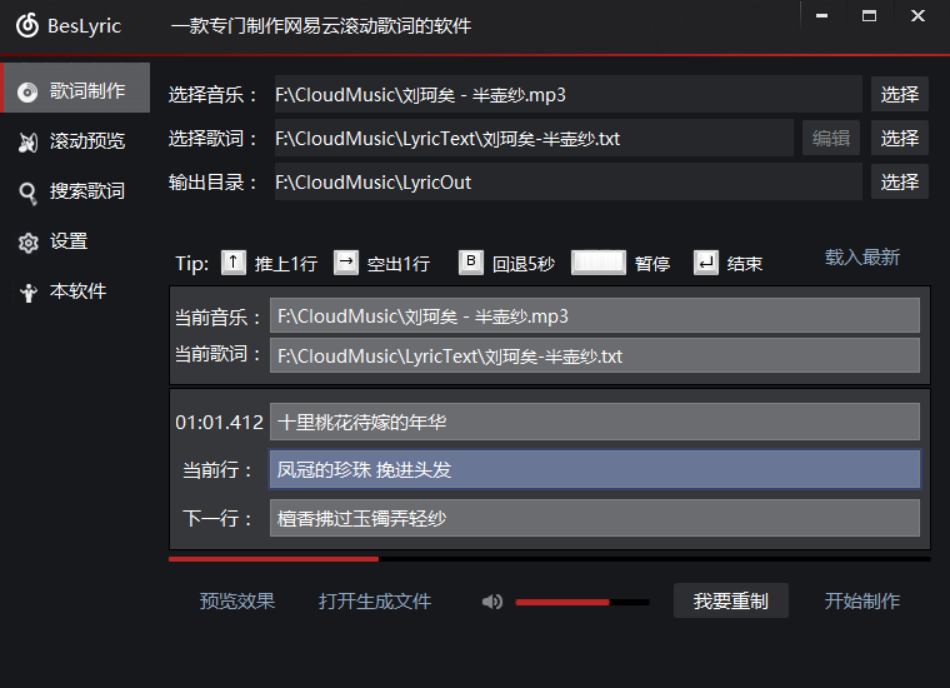 BesLyric 一款专门制作网易云滚动歌词的软件
歌词制作
滚动预览
搜索歌词
设置
本软件
选择音乐： F:\CloudMusic\刘珂矣 - 半壶纱.mp3 选择
选择歌词： F:\CloudMusic\LyricText\刘珂矣-半壶纱.txt 编辑 选择
输出目录： F:\CloudMusic\LyricOut 选择
Tip: ↑ 推上1行 → 空出1行 B 回退5秒 暂停 ↵ 结束 载入最新
当前音乐： F:\CloudMusic\刘珂矣 - 半壶纱.mp3
当前歌词： F:\CloudMusic\LyricText\刘珂矣-半壶纱.txt
01:01.412 十里桃花待嫁的年华
当前行： 凤冠的珍珠 挽进头发
下一行： 檀香拂过玉镯弄轻纱
预览效果 打开生成文件 我要重制 开始制作